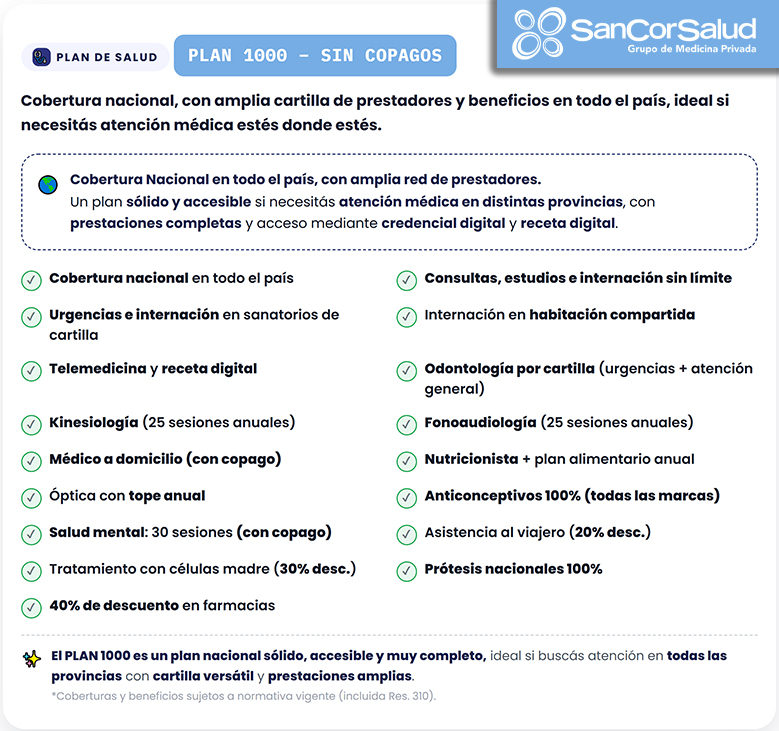 SanCorSalud
Grupo de Medicina Privada
PLAN DE SALUD
PLAN 1000 – SIN COPAGOS
Cobertura nacional, con amplia cartilla de prestadores y beneficios en todo el país, ideal si
necesitás atención médica estés donde estés.
Cobertura Nacional en todo el país, con amplia red de prestadores.
Un plan sólido y accesible si necesitás atención médica en distintas provincias, con
prestaciones completas y acceso mediante credencial digital y receta digital.
Cobertura nacional en todo el país
Consultas, estudios e internación sin límite
Urgencias e internación en sanatorios de
cartilla
Internación en habitación compartida
Telemedicina y receta digital
Odontología por cartilla (urgencias + atención
general)
Kinesiología (25 sesiones anuales)
Fonoaudiología (25 sesiones anuales)
Médico a domicilio (con copago)
Nutricionista + plan alimentario anual
Óptica con tope anual
Anticonceptivos 100% (todas las marcas)
Salud mental: 30 sesiones (con copago)
Asistencia al viajero (20% desc.)
Tratamiento con células madre (30% desc.)
Prótesis nacionales 100%
40% de descuento en farmacias
El PLAN 1000 es un plan nacional sólido, accesible y muy completo, ideal si buscás atención en todas las
provincias con cartilla versátil y prestaciones amplias.
*Coberturas y beneficios sujetos a normativa vigente (incluida Res. 310).